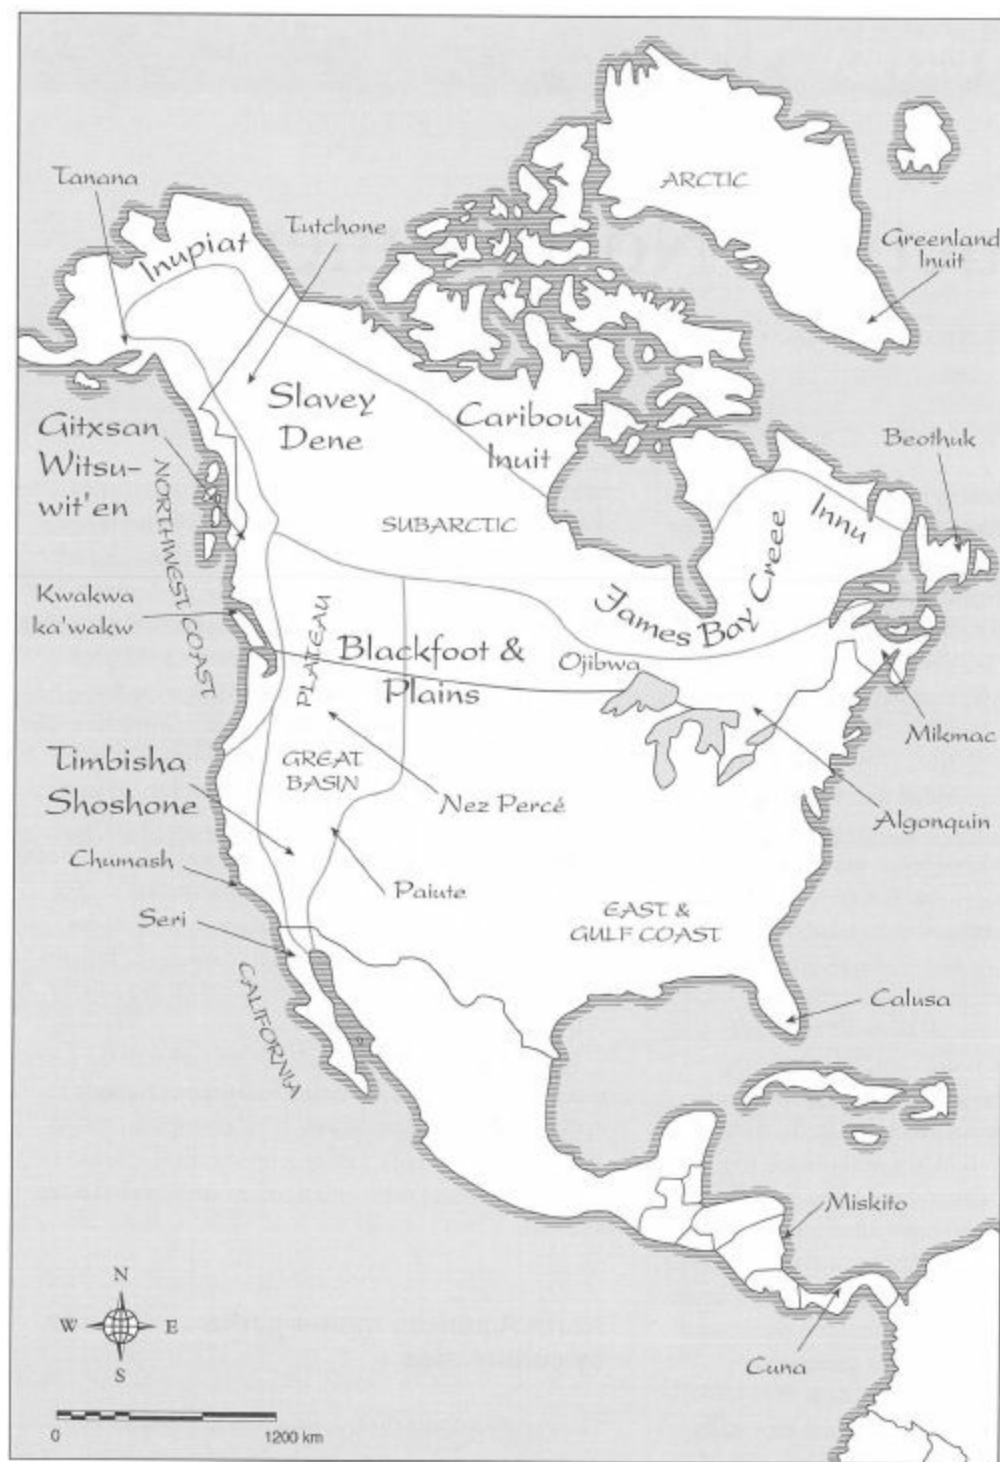 ARCTIC
Tanana
Tutchone
Inupiat
Greenland
Inuit
Slavey
Dene
Caribou
Inuit
Gitxsan
Witsu-
wit'en
Beothuk
NORTHWEST COAST
SUBARCTIC
Innu
James Bay Creee
Kwakwa
ka'wakw
PLATEAU
Blackfoot &
Plains
Ojibwa
Mikmac
Timbisha
Shoshone
GREAT
BASIN
Nez Percé
Algonquin
Chumash
Paiute
Seri
EAST &
GULF COAST
CALIFORNIA
Calusa
Miskito
N
W E
S
Cuna
0 1200 km